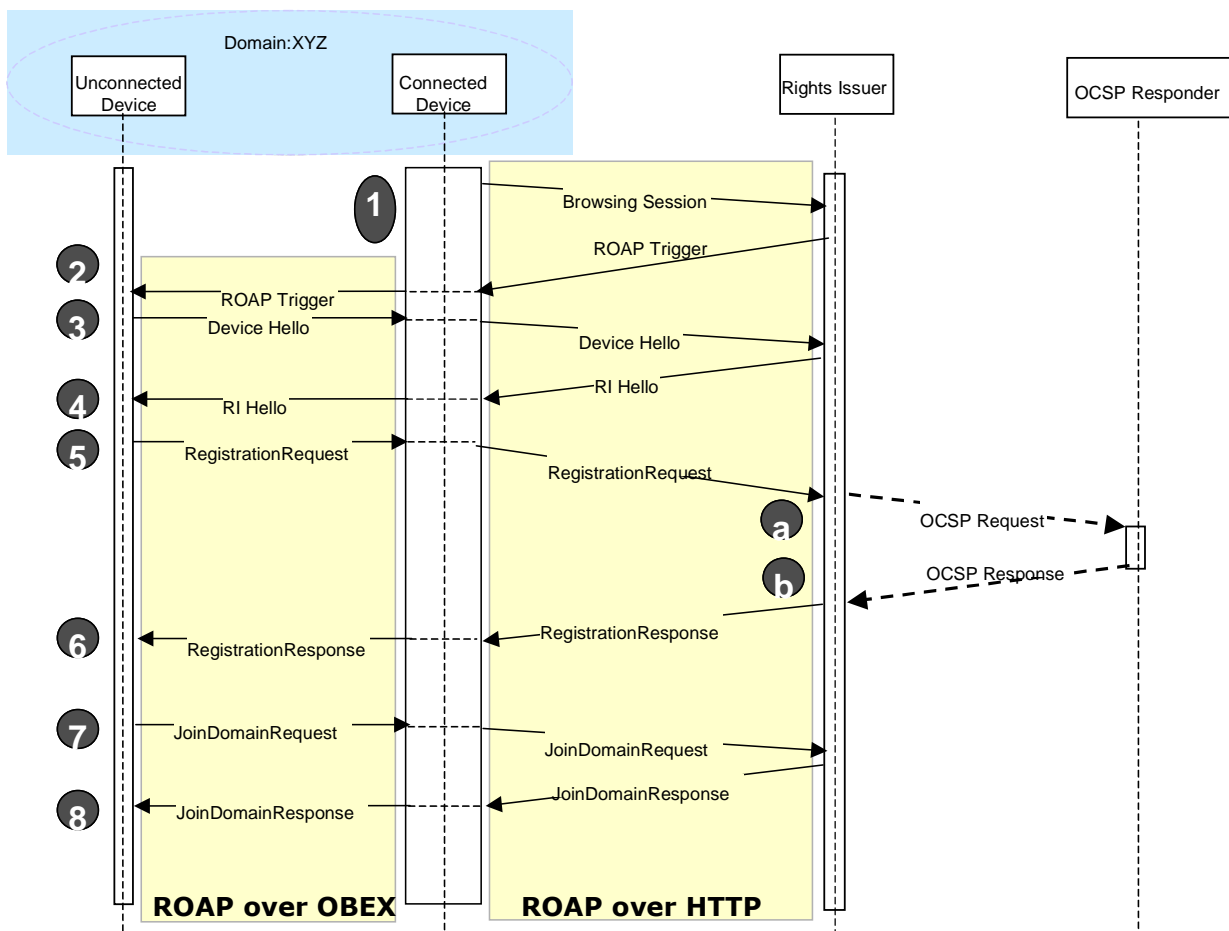 Domain:XYZ
Unconnected
Device
Connected
Device
Rights Issuer
OCSP Responder
1
Browsing Session
ROAP Trigger
2
ROAP Trigger
3
Device Hello
Device Hello
RI Hello
4
RI Hello
5
RegistrationRequest
RegistrationRequest
a
OCSP Request
b
OCSP Response
6
RegistrationResponse
RegistrationResponse
7
JoinDomainRequest
JoinDomainRequest
JoinDomainResponse
8
JoinDomainResponse
ROAP over OBEX
ROAP over HTTP